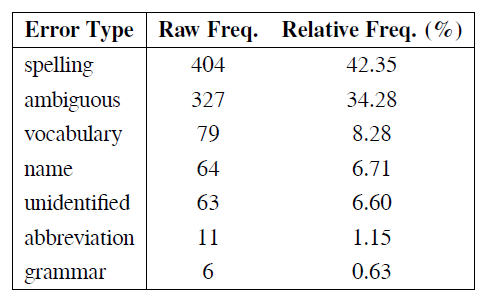 Error Type Raw Freq. Relative Freq. (%)
spelling 404 42.35
ambiguous 327 34.28
vocabulary 79 8.28
name 64 6.71
unidentified 63 6.60
abbreviation 11 1.15
grammar 6 0.63